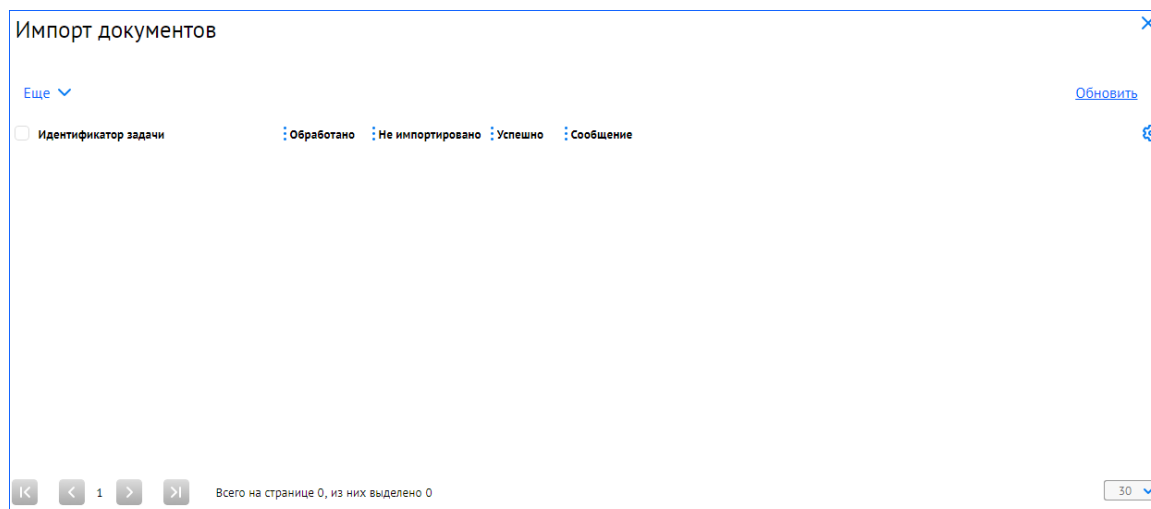 Импорт документов
Еще
Обновить
Идентификатор задачи Обработано Не импортировано Успешно Сообщение
1 Всего на странице 0, из них выделено 0 30